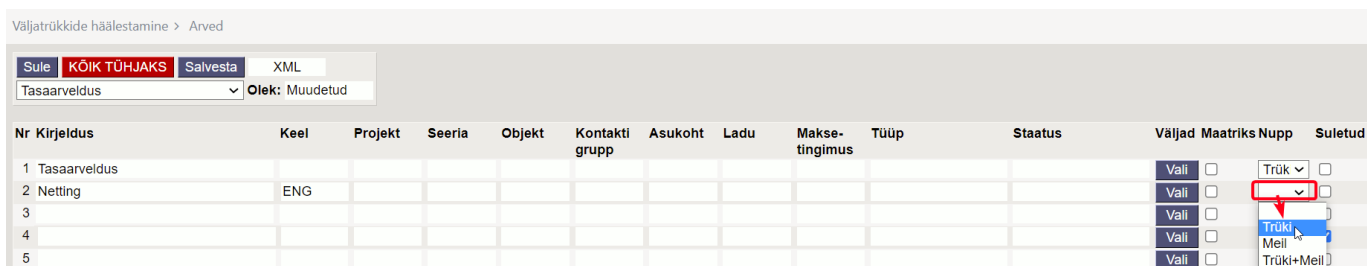 Väljatrükkide häälestamine > Arved
Sule KÕIK TÜHJAKS Salvesta XML
Tasaarveldus Olek: Muudetud
Nr Kirjeldus Keel Projekt Seeria Objekt Kontakti grupp Asukoht Ladu Makse-tingimus Tüüp Staatus Väljad Maatriks Nupp Suletud
1 Tasaarveldus Vali Trük
2 Netting ENG Vali
3 Vali
Trüki
4 Vali
Meil
5 Vali Trüki+Meil